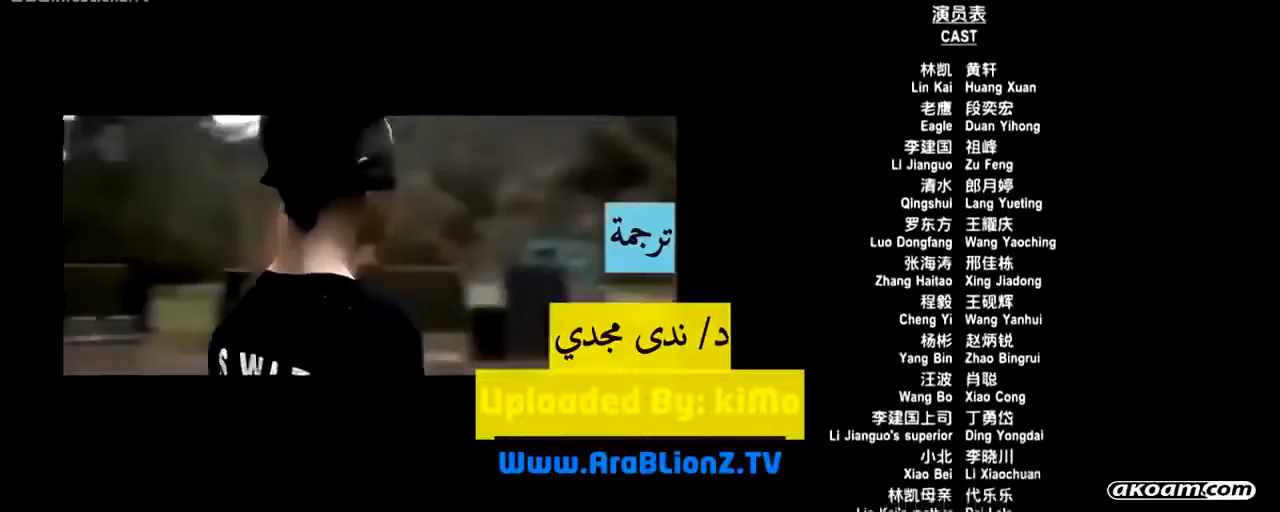 演员表
CAST
林凯 黄轩
Lin Kai Huang Xuan
老鹰 段奕宏
Eagle Duan Yihong
李建国 祖峰
Li Jianguo Zu Feng
清水 郎月婷
Qingshui Lang Yueting
罗东方 王耀庆
Luo Dongfang Wang Yaoching
张海涛 邢佳栋
Zhang Haitao Xing Jiadong
程毅 王砚辉
Cheng Yi Wang Yanhui
杨彬 赵炳锐
Yang Bin Zhao Bingrui
汪波 肖聪
Wang Bo Xiao Cong
李建国上司 丁勇岱
Li Jianguo's superior Ding Yongdai
小北 李晓川
Xiao Bei Li Xiaochuan
林凯母亲 代乐乐
ترجمة
د/ ندى مجدي
Uploaded By: kiMo
Www.AraBLionZ.TV
akoam.com